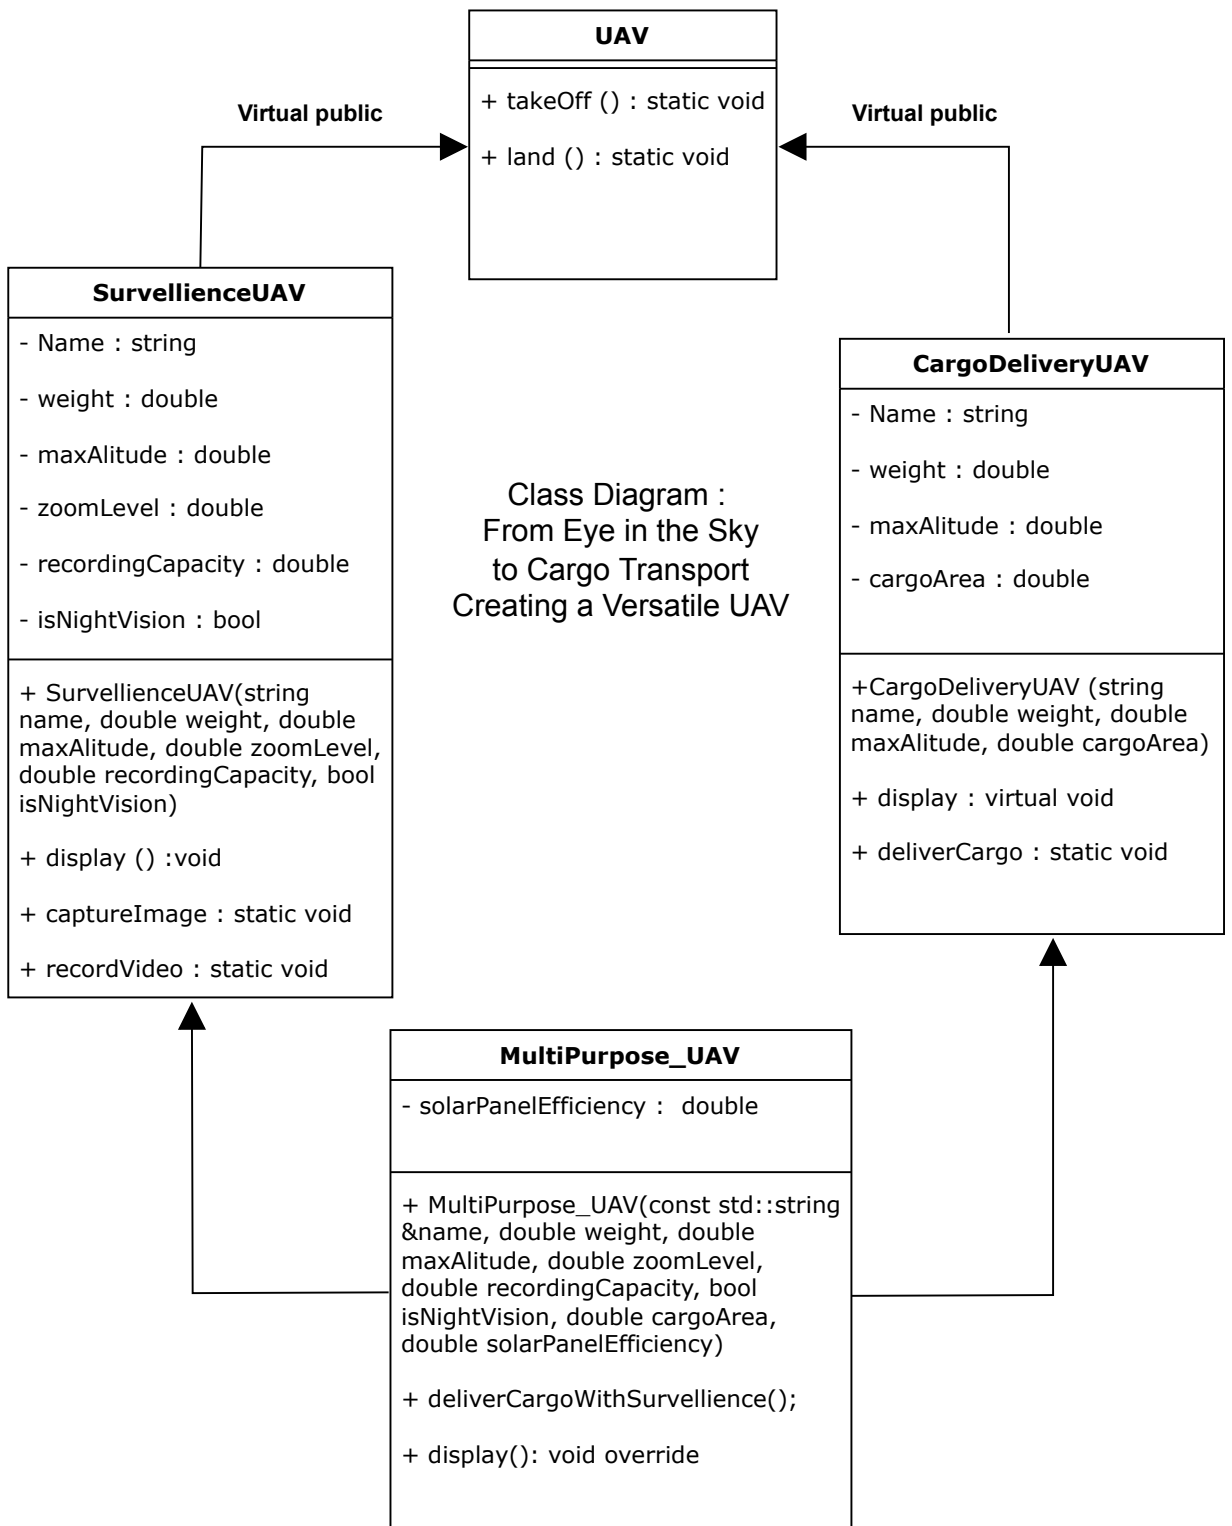 UAV
+ takeOff () : static void
+ land () : static void
Virtual public
Virtual public
SurvellienceUAV
- Name : string
- weight : double
- maxAlitude : double
- zoomLevel : double
- recordingCapacity : double
- isNightVision : bool
+ SurvellienceUAV(string
name, double weight, double
maxAlitude, double zoomLevel,
double recordingCapacity, bool
isNightVision)
+ display () :void
+ captureImage : static void
+ recordVideo : static void
Class Diagram :
From Eye in the Sky
to Cargo Transport
Creating a Versatile UAV
CargoDeliveryUAV
- Name : string
- weight : double
- maxAlitude : double
- cargoArea : double
+CargoDeliveryUAV (string
name, double weight, double
maxAlitude, double cargoArea)
+ display : virtual void
+ deliverCargo : static void
MultiPurpose_UAV
- solarPanelEfficiency :  double
+ MultiPurpose_UAV(const std::string
&name, double weight, double
maxAlitude, double zoomLevel,
double recordingCapacity, bool
isNightVision, double cargoArea,
double solarPanelEfficiency)
+ deliverCargoWithSurvellience();
+ display(): void override